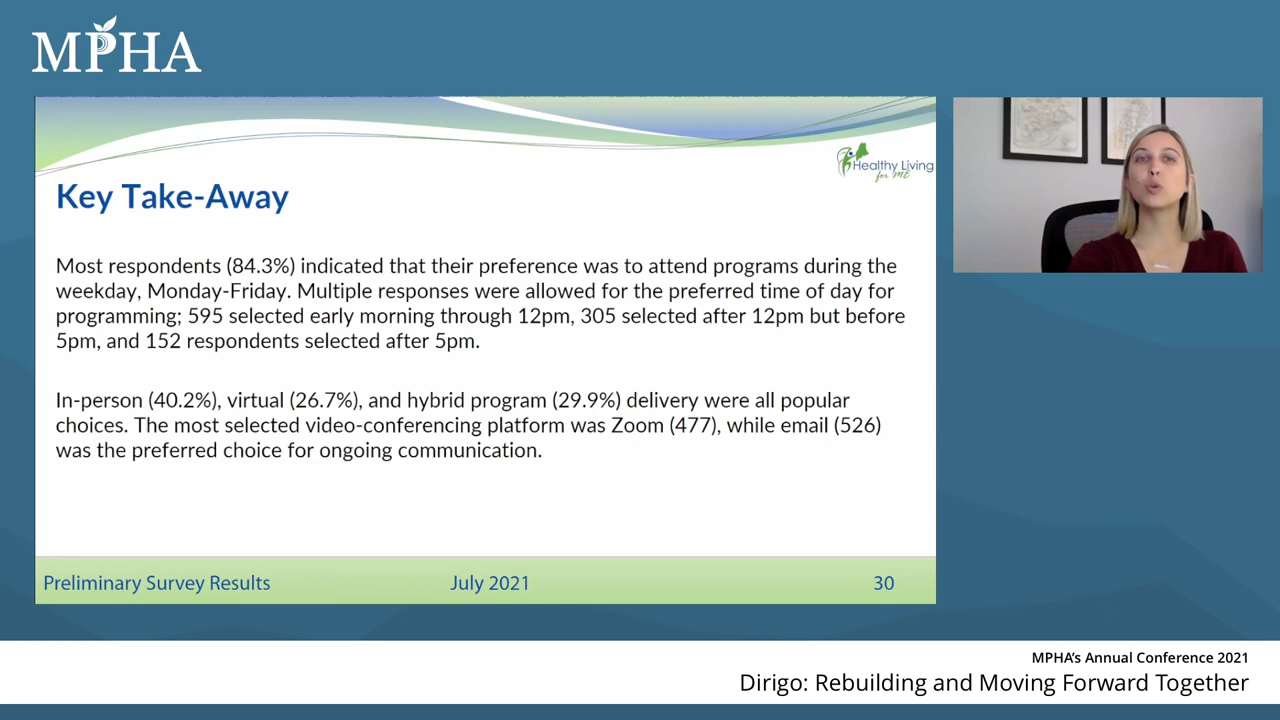 MPHA
Healthy Living
for ME
Key Take-Away
Most respondents (84.3%) indicated that their preference was to attend programs during the
weekday, Monday-Friday. Multiple responses were allowed for the preferred time of day for
programming; 595 selected early morning through 12pm, 305 selected after 12pm but before
5pm, and 152 respondents selected after 5pm.
In-person (40.2%), virtual (26.7%), and hybrid program (29.9%) delivery were all popular
choices. The most selected video-conferencing platform was Zoom (477), while email (526)
was the preferred choice for ongoing communication.
Preliminary Survey Results July 2021 30
MPHA's Annual Conference 2021
Dirigo: Rebuilding and Moving Forward Together